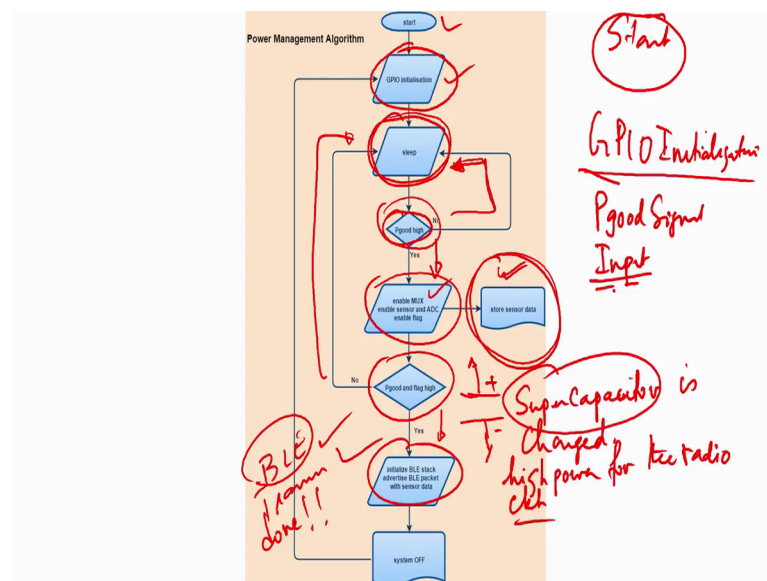 start
Power Management Algorithm
GPIO initialisation
sleep
No
Pgood high
Yes
enable MUX
enable sensor and ADC
enable flag
store sensor data
No
Pgood and flag high
Yes
initialize BLE stack
advertise BLE packet
with sensor data
system OFF
Start
GPIO Initialisation
Pgood Signal
Input
+
-
SuperCapacitor is
Charged,
high power for the radio
BLE
done!!